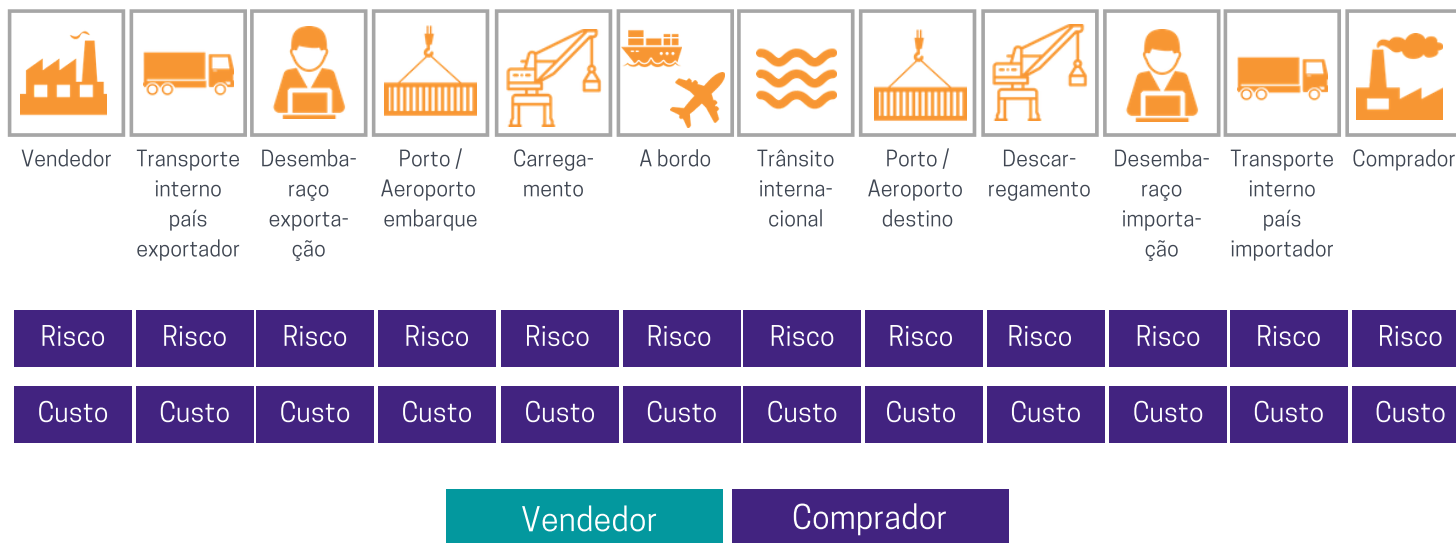 Vendedor Transporte Desemba- Porto / Carrega- A bordo Trânsito Porto / Descar- Desemba- Transporte Comprador
interno raço Aeroporto mento interna- Aeroporto regamento raço interno
país exporta- embarque cional destino importa- país
exportador ção ção importador
Risco Risco Risco Risco Risco Risco Risco Risco Risco Risco Risco Risco
Custo Custo Custo Custo Custo Custo Custo Custo Custo Custo Custo Custo
Vendedor Comprador